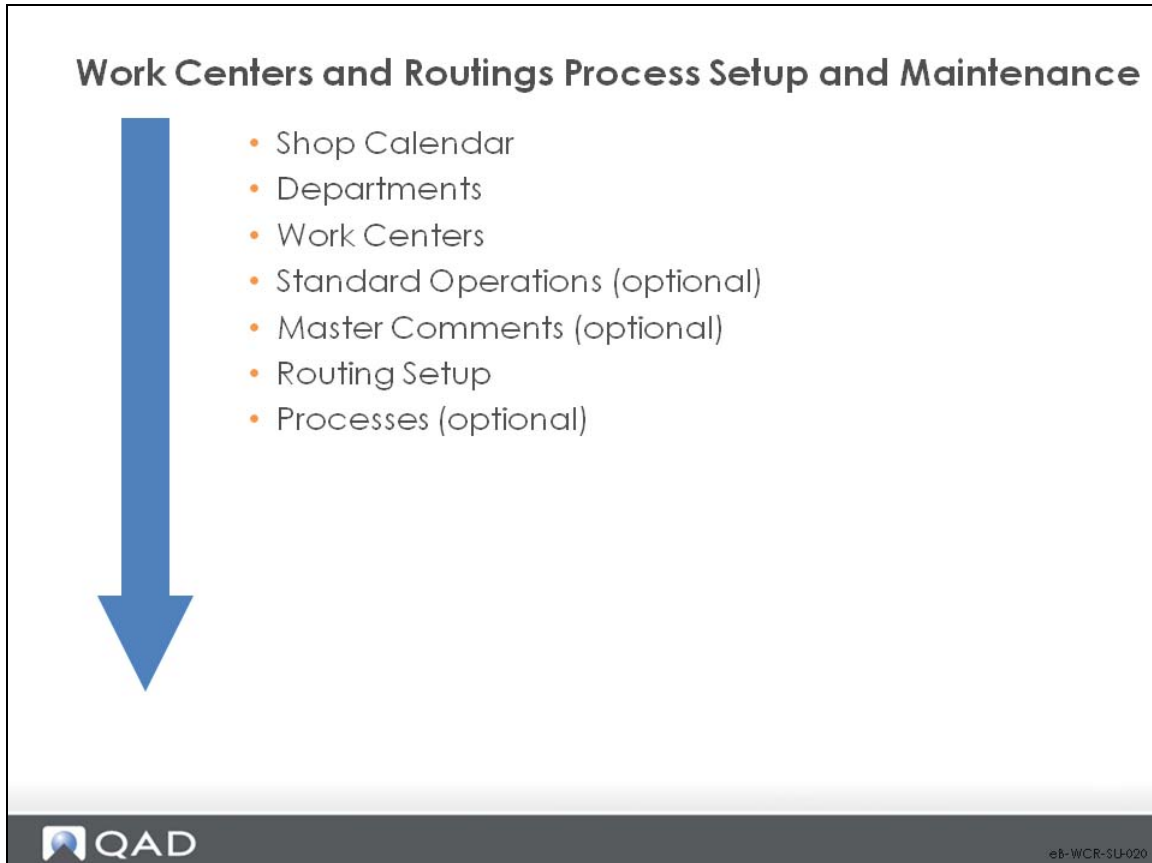 Work Centers and Routings Process Setup and Maintenance
• Shop Calendar
• Departments
• Work Centers
• Standard Operations (optional)
• Master Comments (optional)
• Routing Setup
• Processes (optional)
QAD
eB-WCR-SU-020